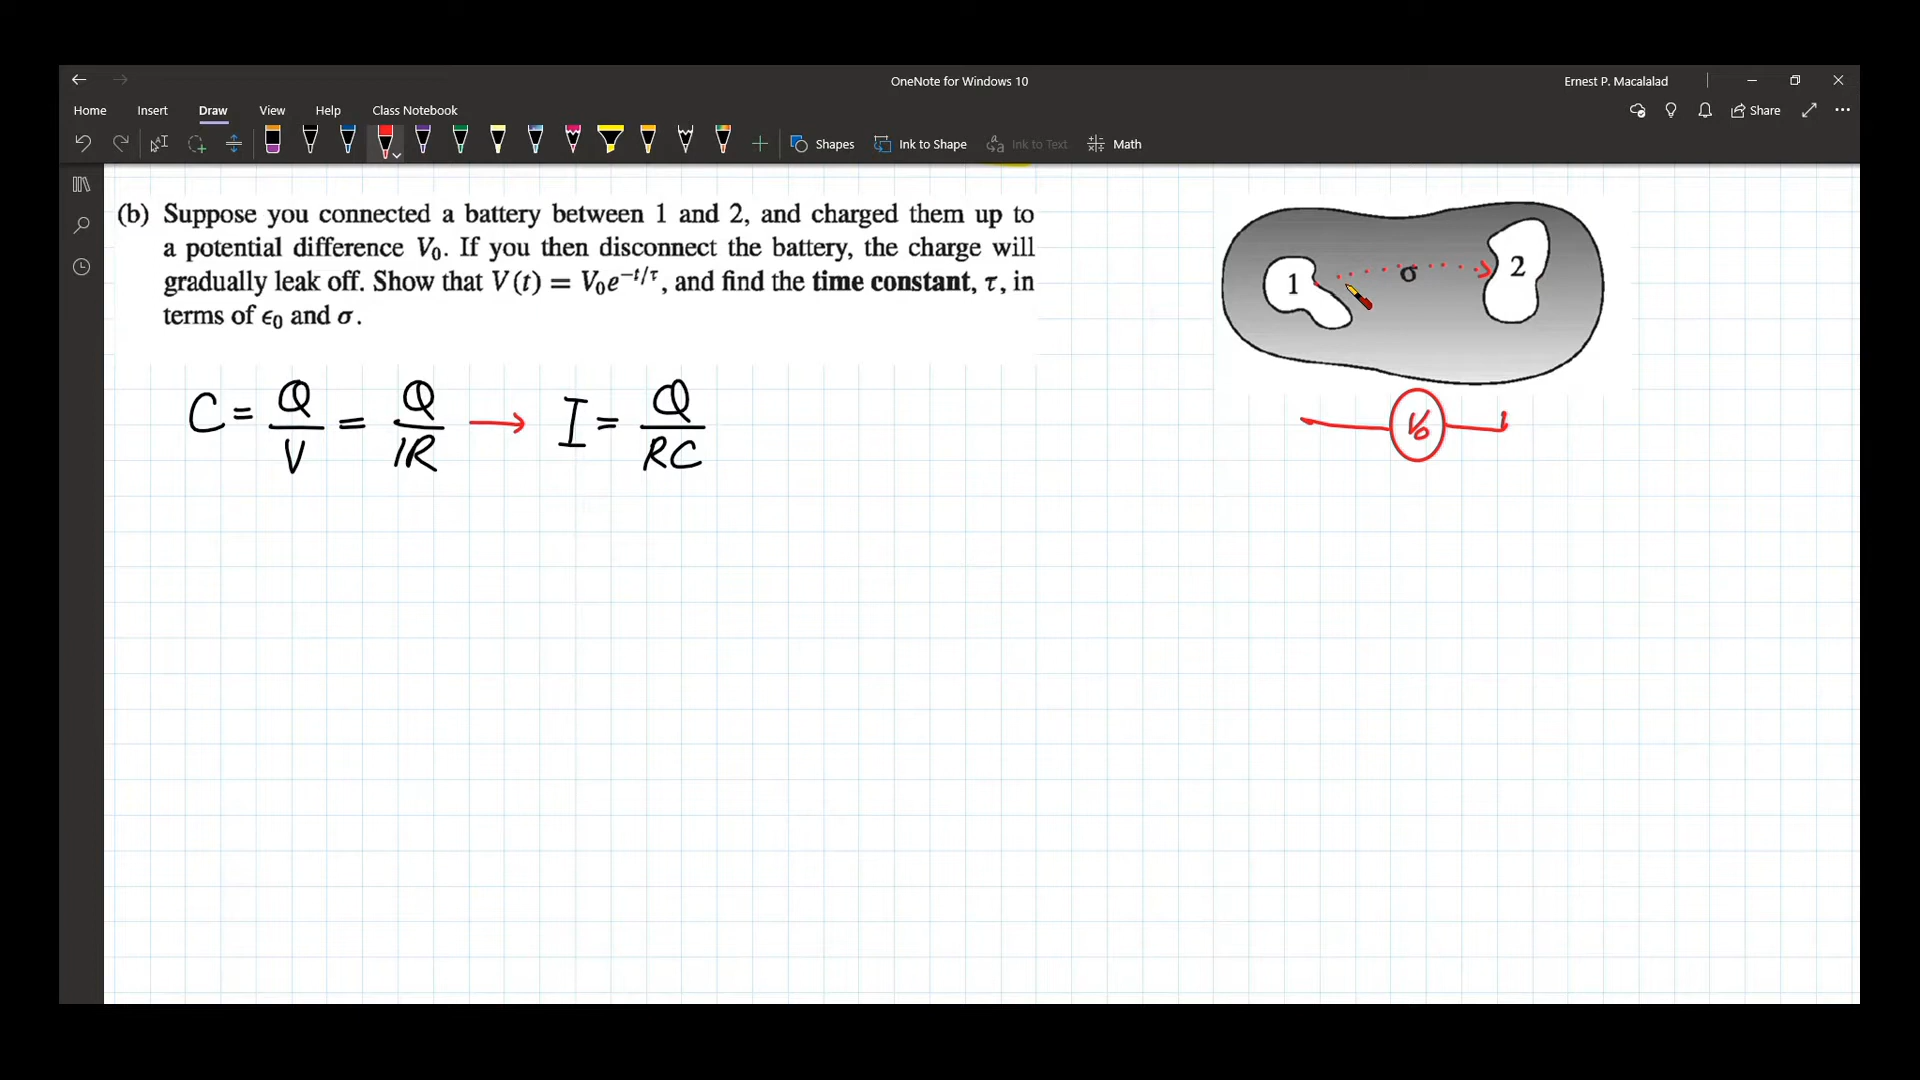 OneNote for Windows 10
Ernest P. Macalalad
Home Insert Draw View Help Class Notebook
Share
Shapes Ink to Shape Ink to Text Math
(b) Suppose you connected a battery between 1 and 2, and charged them up to
a potential difference V₀. If you then disconnect the battery, the charge will
gradually leak off. Show that V(t) = V₀e^{−t/τ}, and find the time constant, τ, in
terms of ϵ₀ and σ.
1 σ 2
C = Q/V = Q/IR → I = Q/RC
V₀